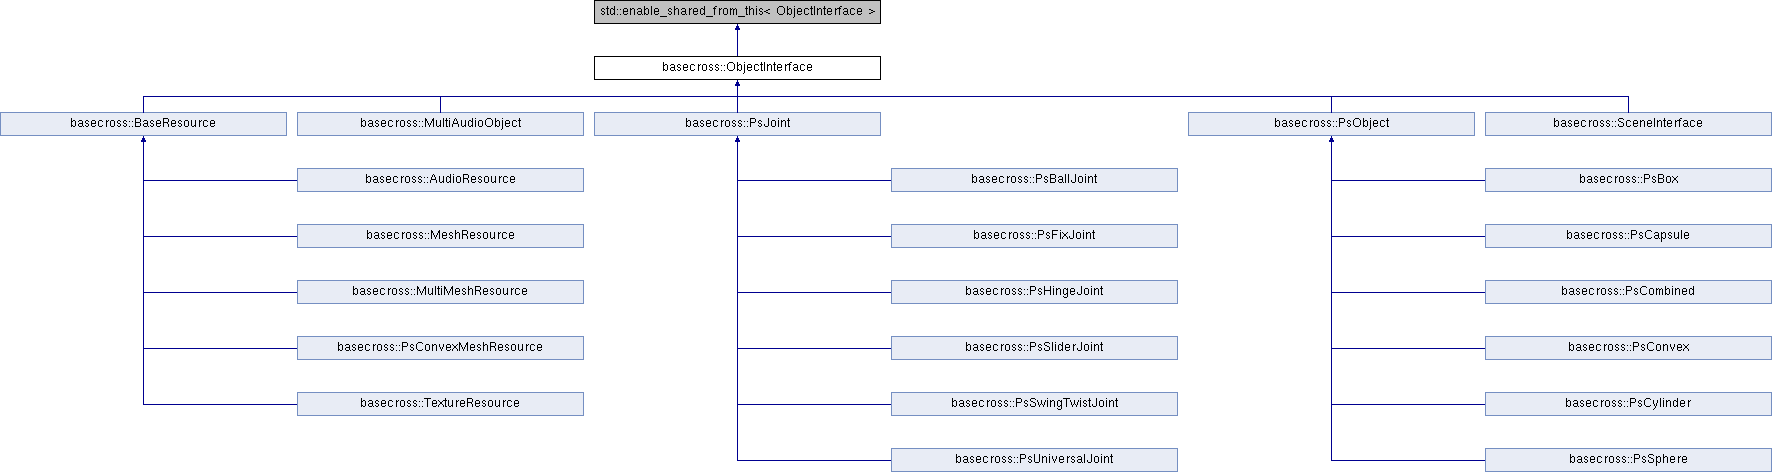 std::enable_shared_from_this< ObjectInterface >
basecross::ObjectInterface
basecross::BaseResource
basecross::MultiAudioObject
basecross::PsJoint
basecross::PsObject
basecross::SceneInterface
basecross::AudioResource
basecross::PsBallJoint
basecross::PsBox
basecross::MeshResource
basecross::PsFixJoint
basecross::PsCapsule
basecross::MultiMeshResource
basecross::PsHingeJoint
basecross::PsCombined
basecross::PsConvexMeshResource
basecross::PsSliderJoint
basecross::PsConvex
basecross::TextureResource
basecross::PsSwingTwistJoint
basecross::PsCylinder
basecross::PsUniversalJoint
basecross::PsSphere